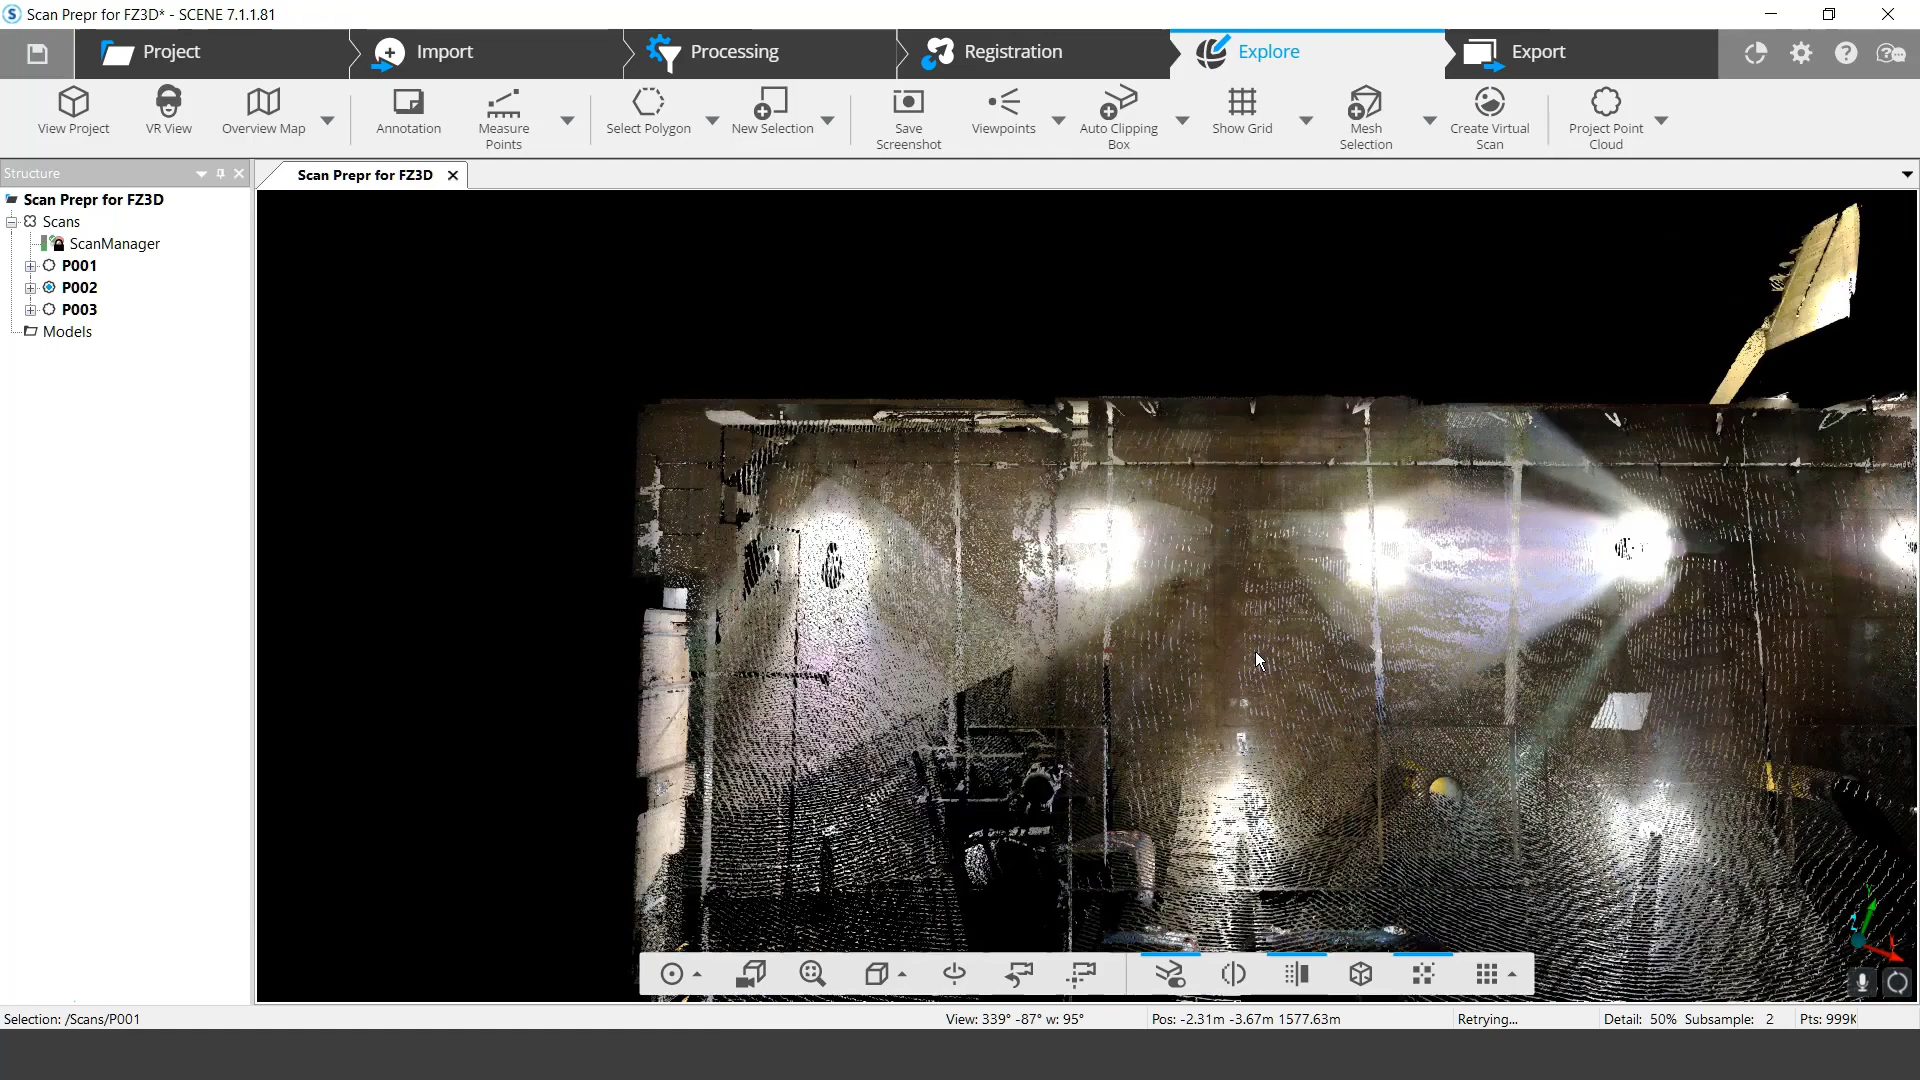 Scan Prepr for FZ3D* - SCENE 7.1.1.81
Project
Import
Processing
Registration
Explore
Export
View Project
VR View
Overview Map
Annotation
Measure
Points
Select Polygon
New Selection
Save
Screenshot
Viewpoints
Auto Clipping
Box
Show Grid
Mesh
Selection
Create Virtual
Scan
Project Point
Cloud
Structure
Scan Prepr for FZ3D
Scan Prepr for FZ3D
Scans
ScanManager
P001
P002
P003
Models
Selection: /Scans/P001
View: 339° -87° w: 95°
Pos: -2.31m -3.67m 1577.63m
Retrying...
Detail: 50% Subsample: 2
Pts: 999K